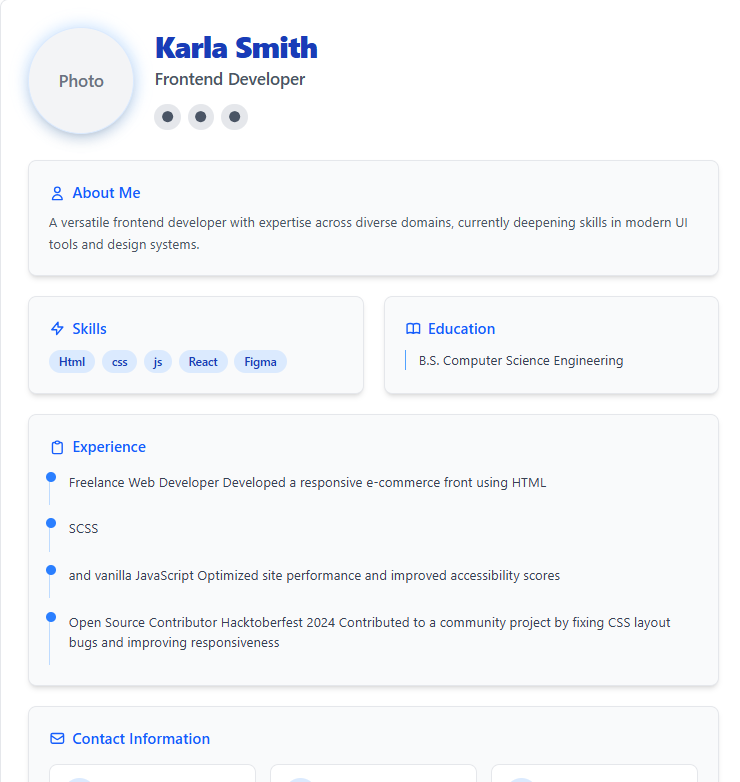 Photo
Karla Smith
Frontend Developer
About Me
A versatile frontend developer with expertise across diverse domains, currently deepening skills in modern UI
tools and design systems.
Skills
Html css js React Figma
Education
B.S. Computer Science Engineering
Experience
Freelance Web Developer Developed a responsive e-commerce front using HTML
SCSS
and vanilla JavaScript Optimized site performance and improved accessibility scores
Open Source Contributor Hacktoberfest 2024 Contributed to a community project by fixing CSS layout
bugs and improving responsiveness
Contact Information